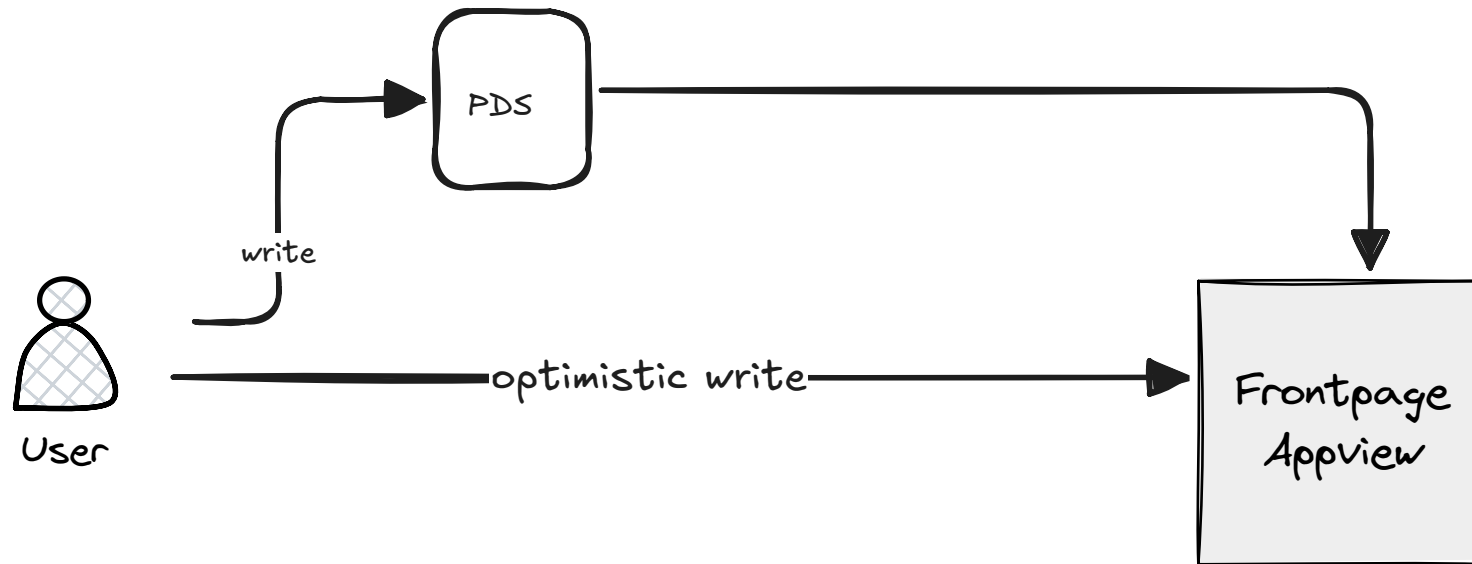 PDS
write
optimistic write
User
Frontpage
Appview